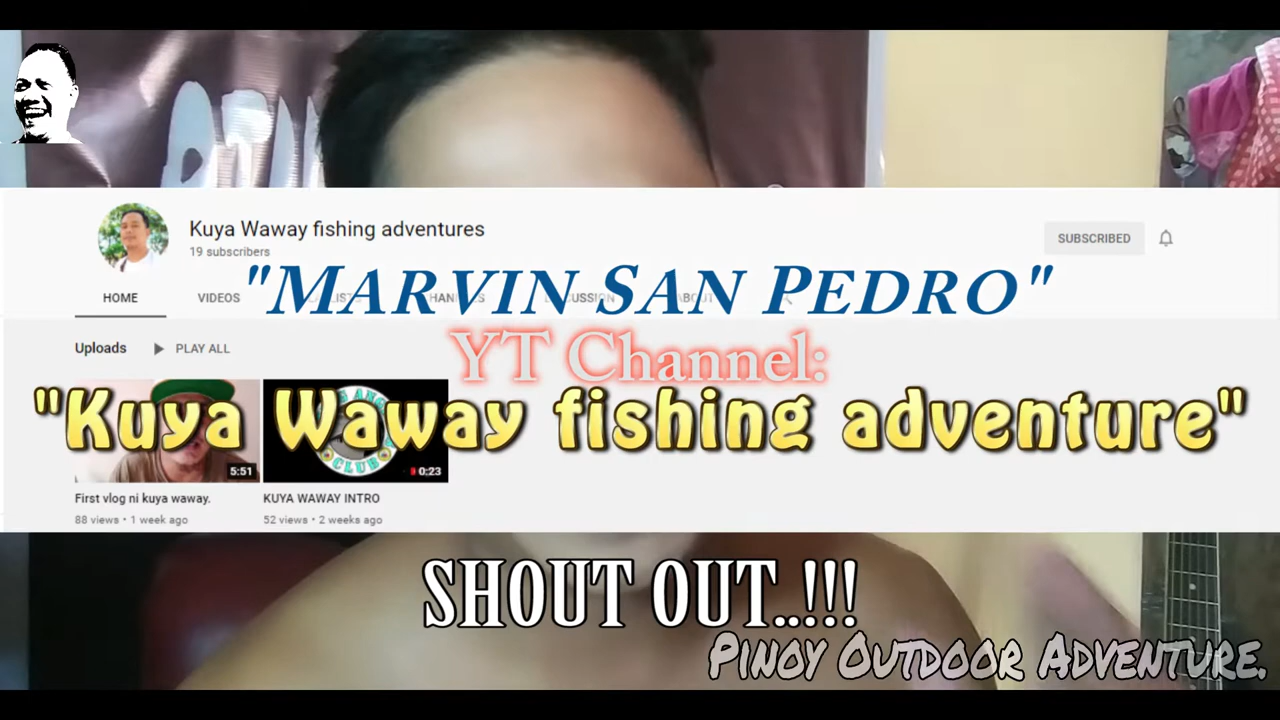 Kuya Waway fishing adventures
19 subscribers
SUBSCRIBED
"MARVIN SAN PEDRO"
HOME
VIDEOS
ABOUT
YT Channel:
Uploads
PLAY ALL
"Kuya Waway fishing adventure"
CLUB
5:51
0:23
First vlog ni kuya waway.
KUYA WAWAY INTRO
88 views • 1 week ago
52 views • 2 weeks ago
SHOUT OUT..!!!
PINOY OUTDOOR ADVENTURE.